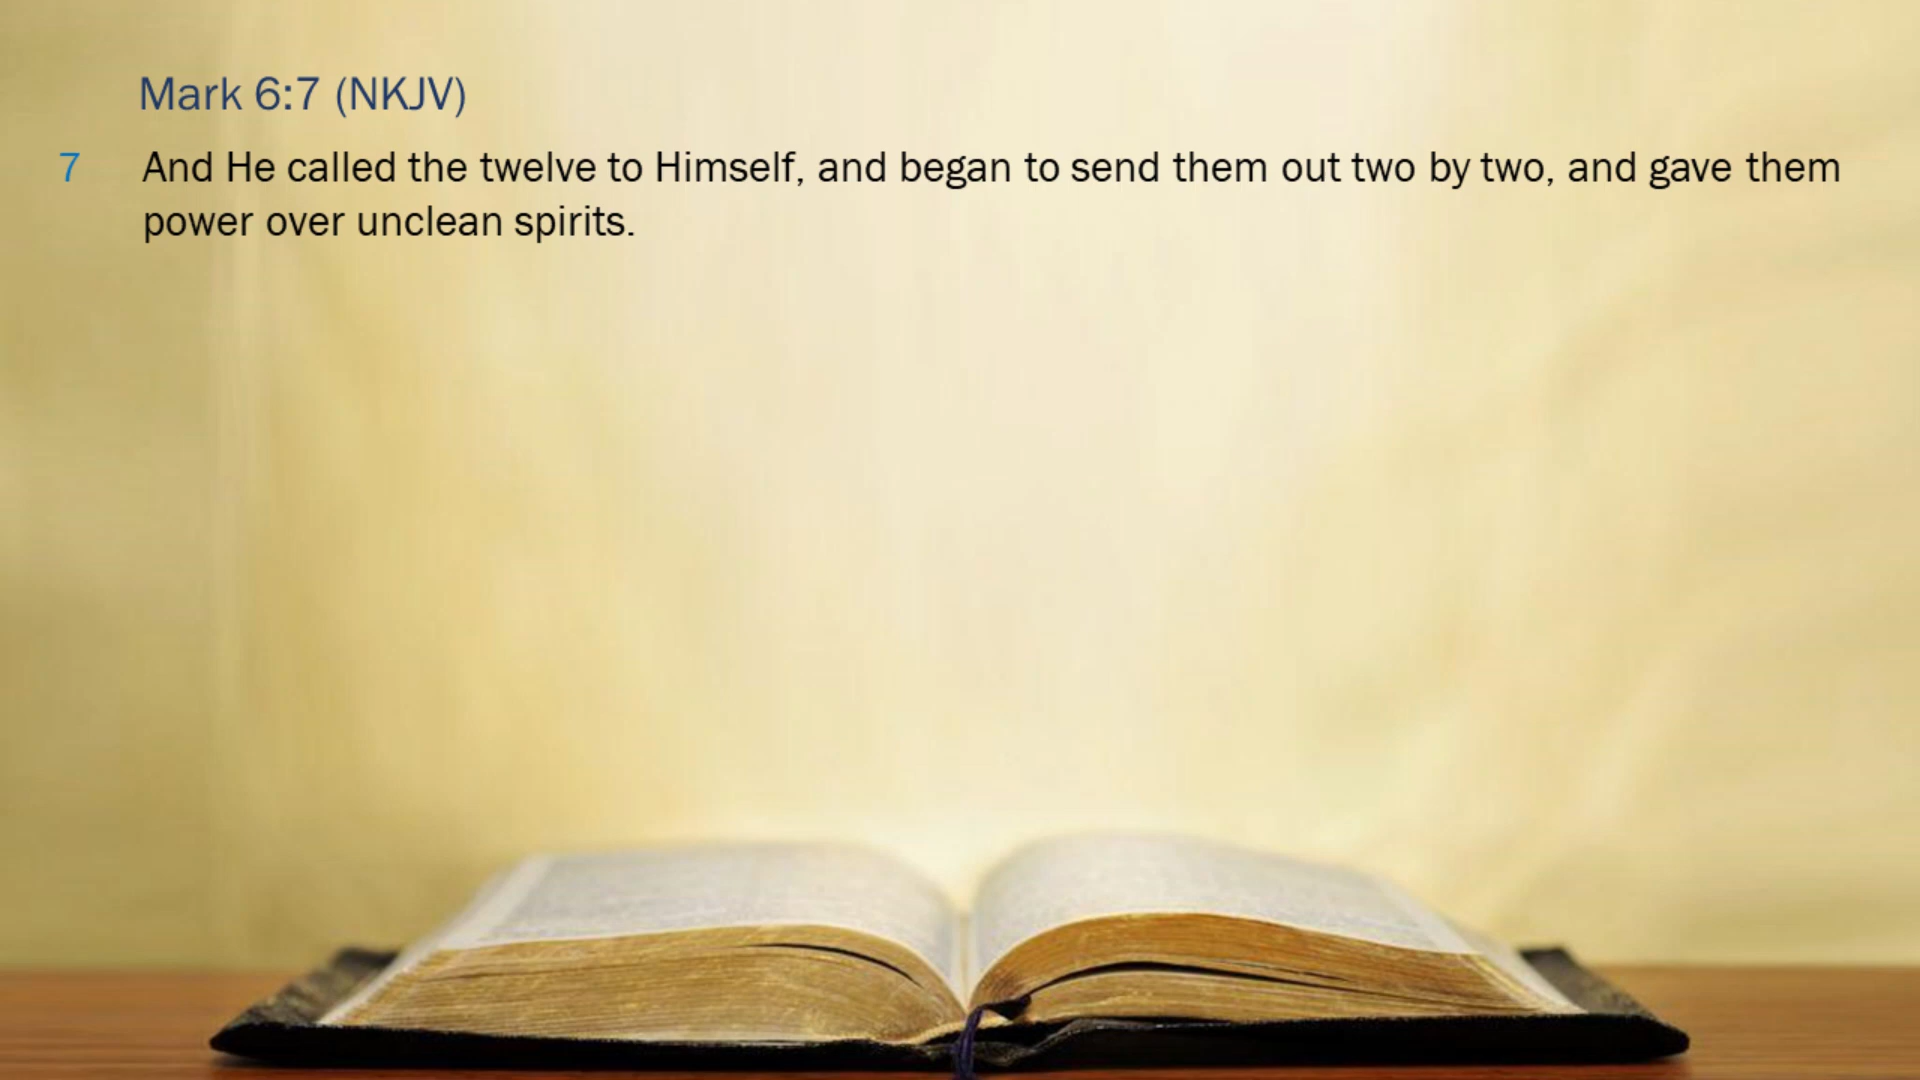 Mark 6:7 (NKJV)
7 And He called the twelve to Himself, and began to send them out two by two, and gave them
power over unclean spirits.